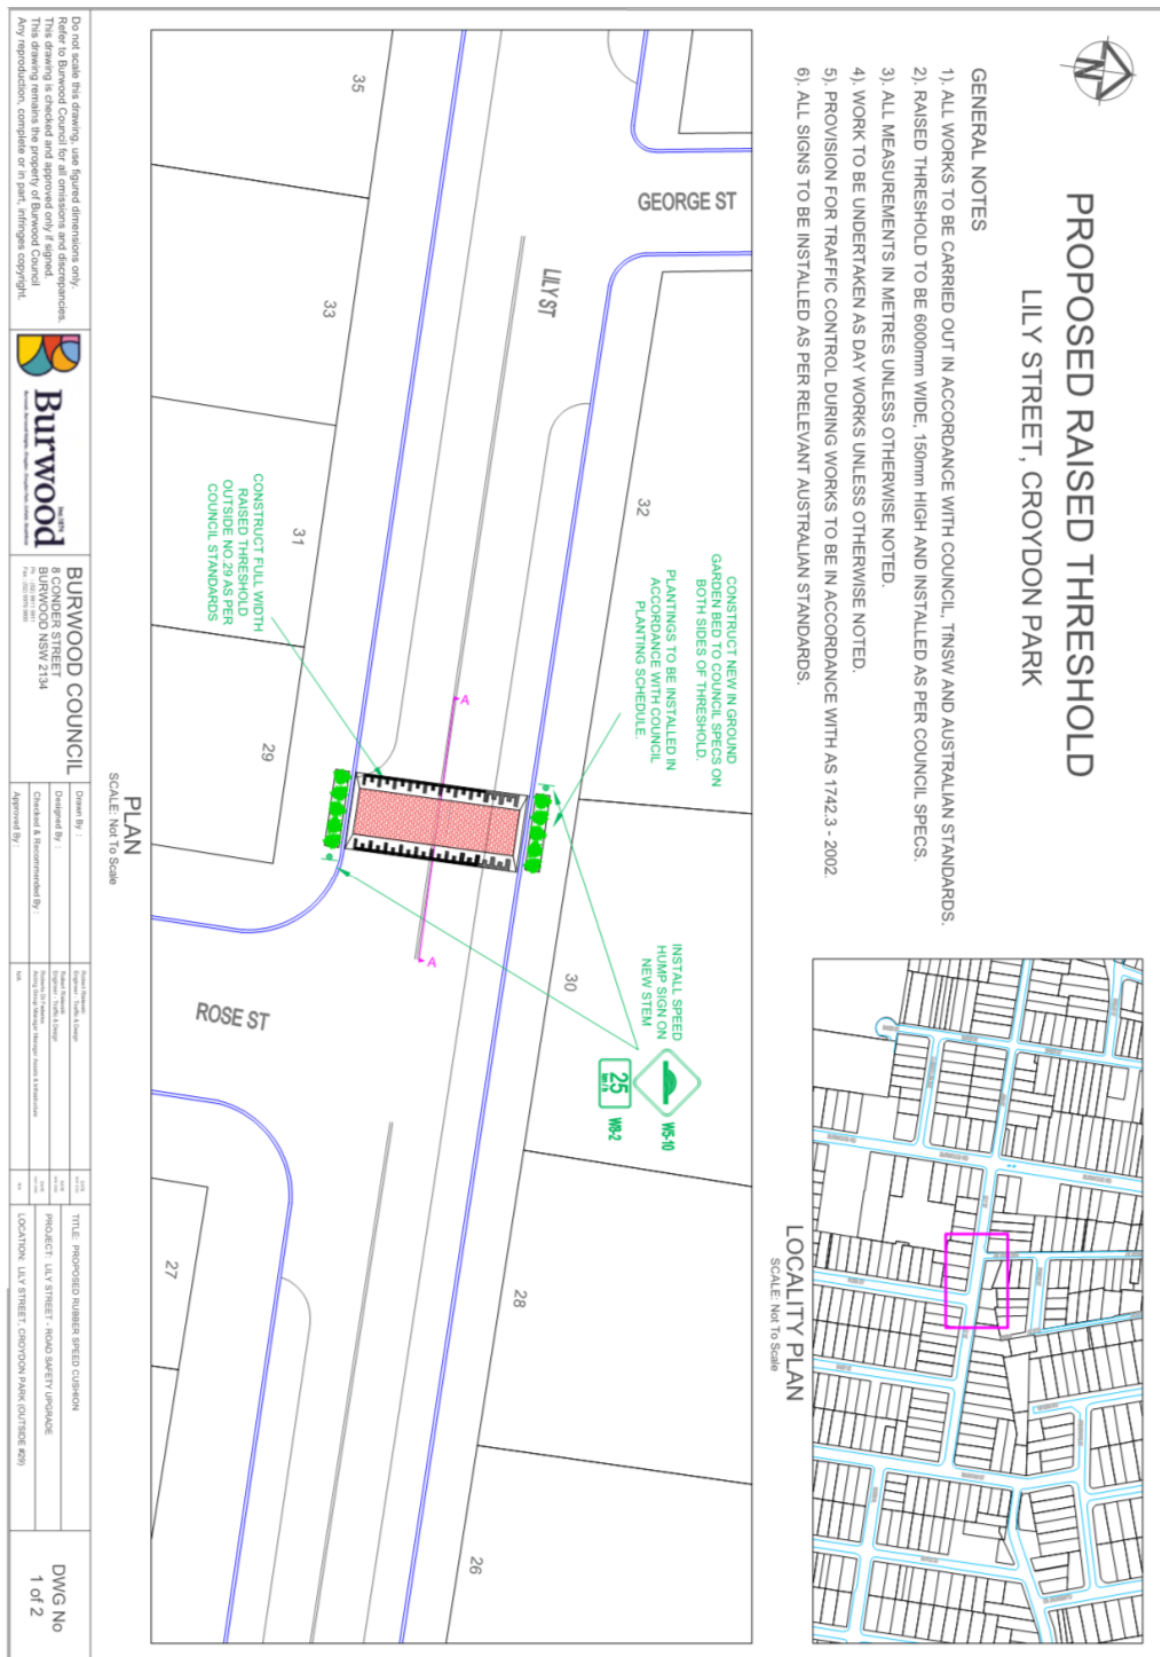 PROPOSED RAISED THRESHOLD
LILY STREET, CROYDON PARK
GENERAL NOTES
1). ALL WORKS TO BE CARRIED OUT IN ACCORDANCE WITH COUNCIL, TfNSW AND AUSTRALIAN STANDARDS.
2). RAISED THRESHOLD TO BE 6000mm WIDE, 150mm HIGH AND INSTALLED AS PER COUNCIL SPECS.
3). ALL MEASUREMENTS IN METRES UNLESS OTHERWISE NOTED.
4). WORK TO BE UNDERTAKEN AS DAY WORKS UNLESS OTHERWISE NOTED.
5). PROVISION FOR TRAFFIC CONTROL DURING WORKS TO BE IN ACCORDANCE WITH AS 1742.3 - 2002.
6). ALL SIGNS TO BE INSTALLED AS PER RELEVANT AUSTRALIAN STANDARDS.
N
LOCALITY PLAN
SCALE: Not To Scale
GEORGE ST
LILY ST
32
CONSTRUCT NEW IN GROUND
GARDEN BED TO COUNCIL SPECS ON
BOTH SIDES OF THRESHOLD.
PLANTINGS TO BE INSTALLED IN
ACCORDANCE WITH COUNCIL
PLANTING SCHEDULE.
INSTALL SPEED
HUMP SIGN ON
NEW STEM
W5-10
25
km/h
W8-2
30
28
26
A
A
35
33
31
29
27
CONSTRUCT FULL WIDTH
RAISED THRESHOLD
OUTSIDE NO.29 AS PER
COUNCIL STANDARDS
ROSE ST
PLAN
SCALE: Not To Scale
Do not scale this drawing, use figured dimensions only.
Refer to Burwood Council for all omissions and discrepancies.
This drawing is checked and approved only if signed.
This drawing remains the property of Burwood Council
Any reproduction, complete or in part, infringes copyright.
Burwood
BURWOOD COUNCIL
8 CONDER STREET
BURWOOD NSW 2134
Drawn By :
Designed By :
Checked & Recommended By :
Approved By :
TITLE: PROPOSED RUBBER SPEED CUSHION
PROJECT: LILY STREET - ROAD SAFETY UPGRADE
LOCATION: LILY STREET, CROYDON PARK (OUTSIDE #29)
DWG No
1 of 2